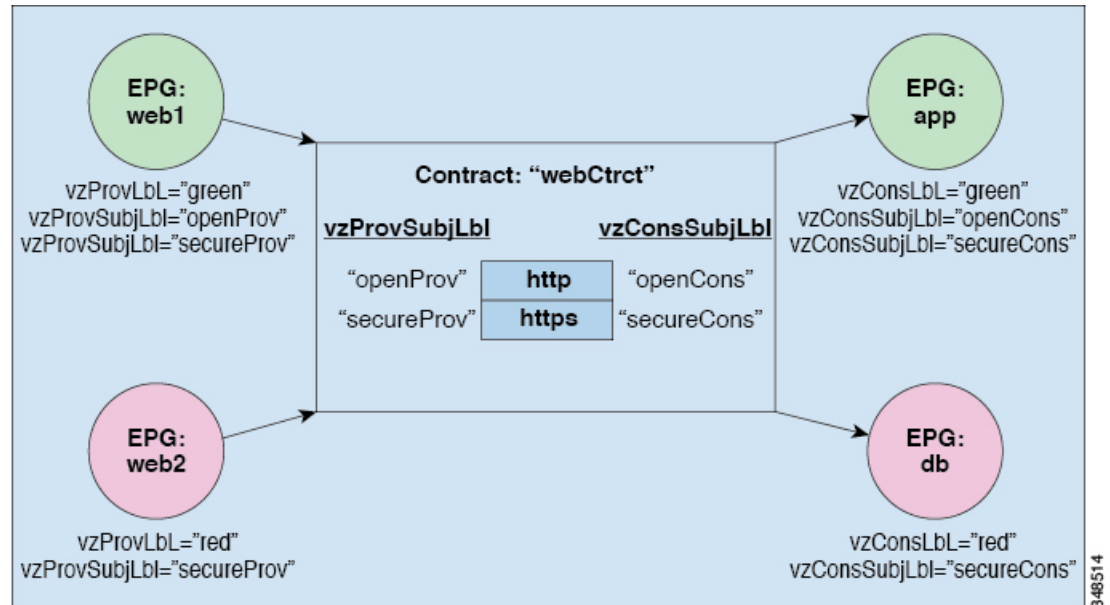 EPG:
web1
vzProvLbL="green"
vzProvSubjLbl="openProv"
vzProvSubjLbl="secureProv"
EPG:
app
vzConsLbL="green"
vzConsSubjLbl="openCons"
vzConsSubjLbl="secureCons"
Contract: “webCtrct”
vzProvSubjLbl vzConsSubjLbl
“openProv” http “openCons”
“secureProv” https “secureCons”
EPG:
web2
vzProvLbL=”red”
vzProvSubjLbl=”secureProv”
EPG:
db
vzConsLbL=”red”
vzConsSubjLbl=”secureCons”
348514